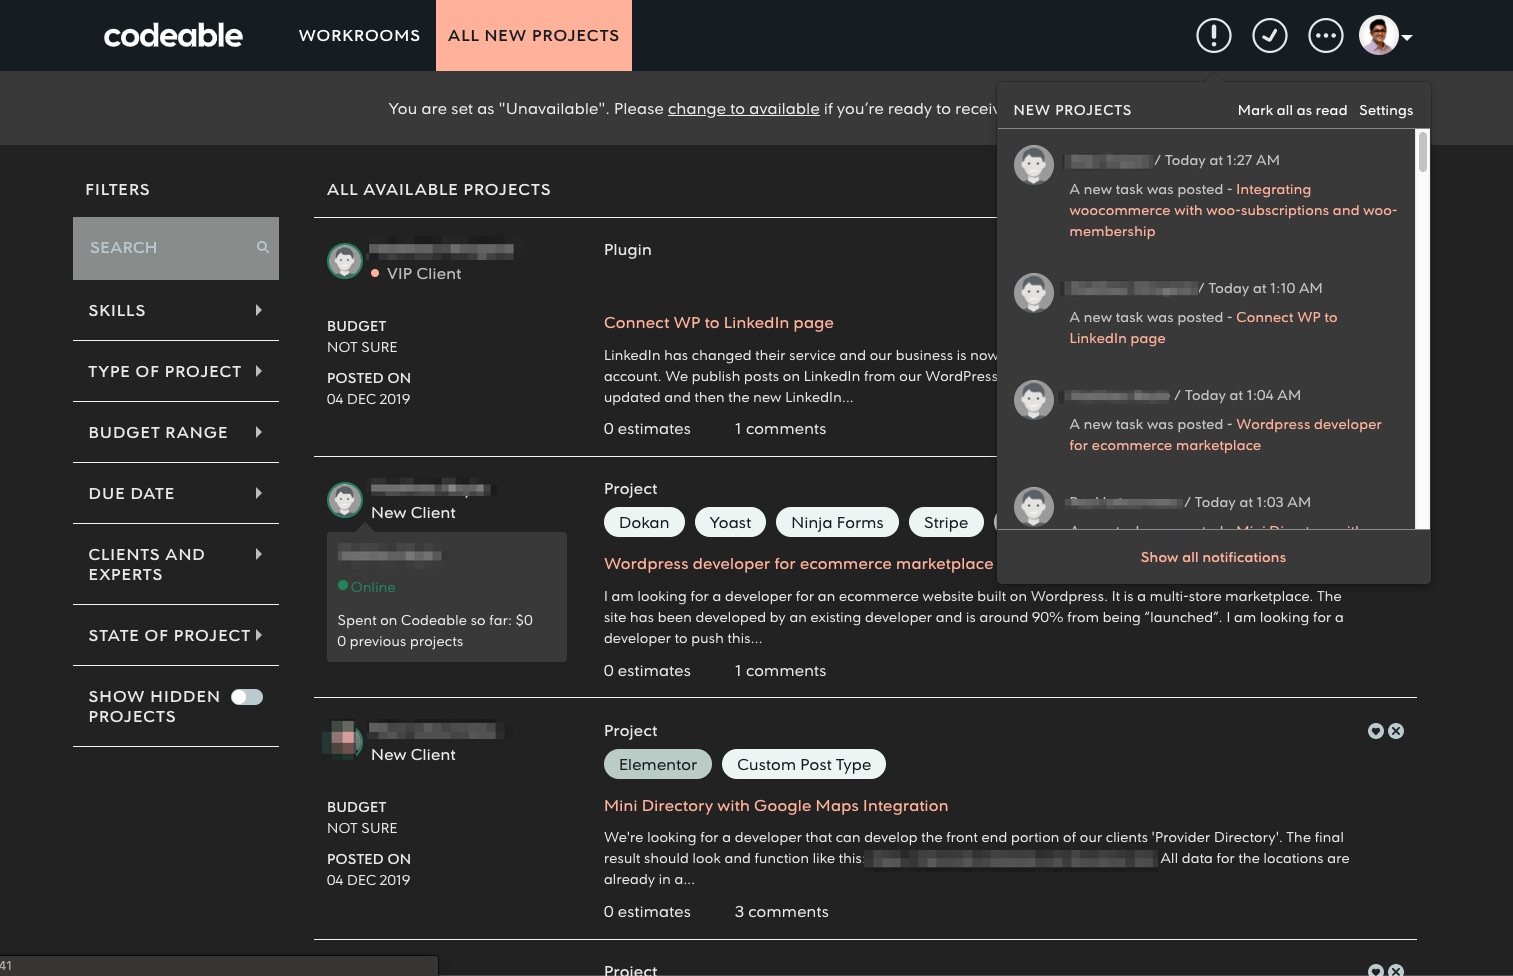 codeable
WORKROOMS
ALL NEW PROJECTS
You are set as "Unavailable". Please change to available if you're ready to receiv
NEW PROJECTS
Mark all as read
Settings
/ Today at 1:27 AM
A new task was posted - Integrating
woocommerce with woo-subscriptions and woo-
membership
/ Today at 1:10 AM
A new task was posted - Connect WP to
LinkedIn page
/ Today at 1:04 AM
A new task was posted - Wordpress developer
for ecommerce marketplace
/ Today at 1:03 AM
Show all notifications
FILTERS
SEARCH
SKILLS
TYPE OF PROJECT
BUDGET RANGE
DUE DATE
CLIENTS AND
EXPERTS
STATE OF PROJECT
SHOW HIDDEN
PROJECTS
ALL AVAILABLE PROJECTS
VIP Client
Plugin
BUDGET
NOT SURE
POSTED ON
04 DEC 2019
Connect WP to LinkedIn page
LinkedIn has changed their service and our business is now
account. We publish posts on LinkedIn from our WordPress
updated and then the new LinkedIn...
0 estimates
1 comments
New Client
Online
Spent on Codeable so far: $0
0 previous projects
Project
Dokan
Yoast
Ninja Forms
Stripe
Wordpress developer for ecommerce marketplace
I am looking for a developer for an ecommerce website built on Wordpress. It is a multi-store marketplace. The
site has been developed by an existing developer and is around 90% from being “launched”. I am looking for a
developer to push this...
0 estimates
1 comments
New Client
BUDGET
NOT SURE
POSTED ON
04 DEC 2019
Project
Elementor
Custom Post Type
Mini Directory with Google Maps Integration
We're looking for a developer that can develop the front end portion of our clients 'Provider Directory'. The final
result should look and function like this: All data for the locations are
already in a...
0 estimates
3 comments
Project
41